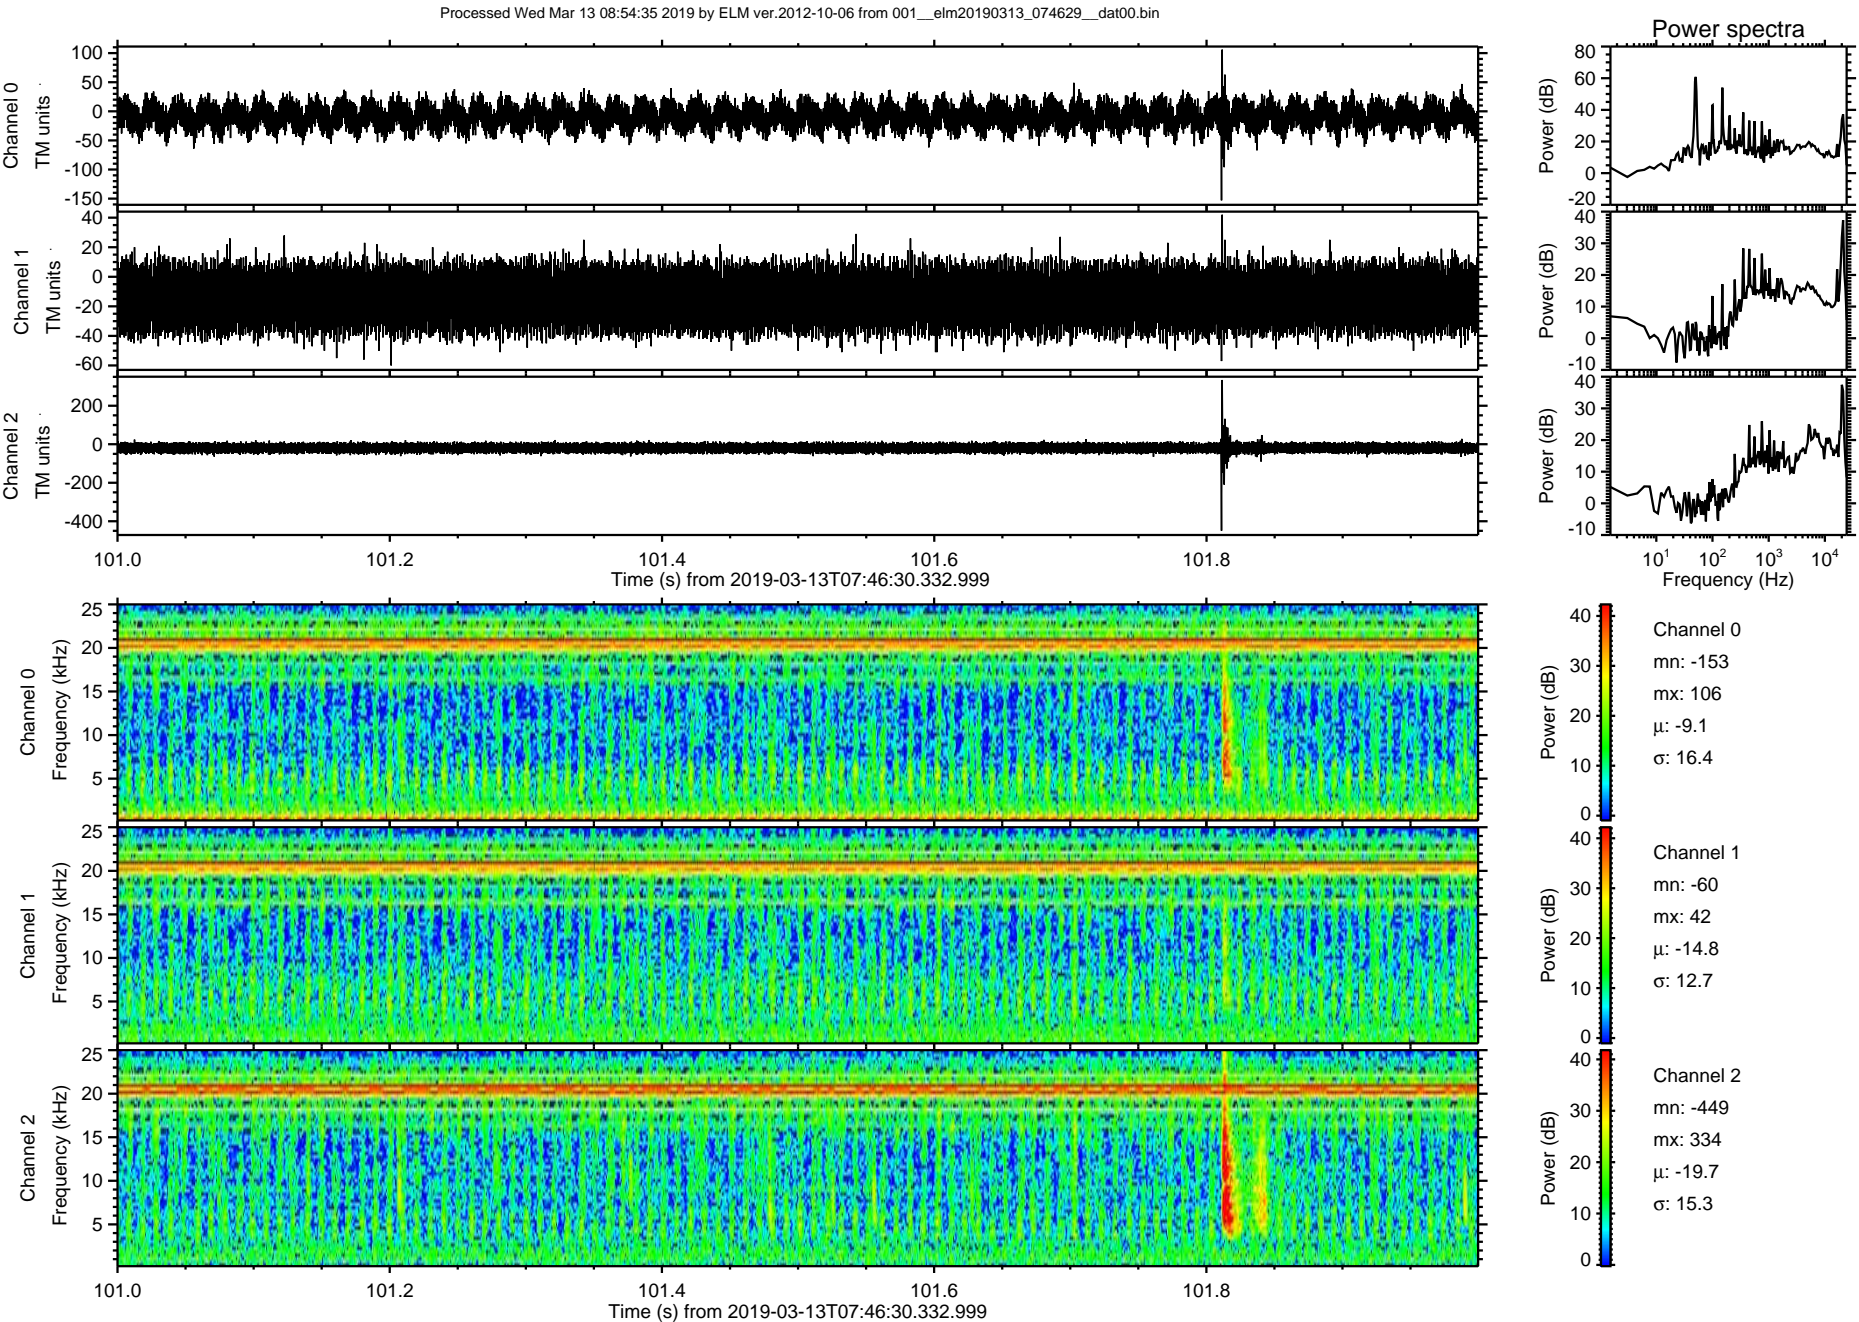 Processed Wed Mar 13 08:54:35 2019 by ELM ver.2012-10-06 from 001__elm20190313_074629__dat00.bin
Power spectra
Channel 0
TM units
100
50
0
-50
-100
-150
Power (dB)
80
60
40
20
0
-20
Channel 1
TM units
40
20
0
-20
-40
-60
Power (dB)
40
30
20
10
0
-10
Channel 2
TM units
200
0
-200
-400
Power (dB)
40
30
20
10
0
-10
101.0 101.2 101.4 101.6 101.8
Time (s) from 2019-03-13T07:46:30.332.999
10¹ 10² 10³ 10⁴
Frequency (Hz)
Channel 0
Frequency (kHz)
25
20
15
10
5
Power (dB)
40
30
20
10
0
Channel 0
mn: -153
mx: 106
μ: -9.1
σ: 16.4
Channel 1
Frequency (kHz)
25
20
15
10
5
Power (dB)
40
30
20
10
0
Channel 1
mn: -60
mx: 42
μ: -14.8
σ: 12.7
Channel 2
Frequency (kHz)
25
20
15
10
5
Power (dB)
40
30
20
10
0
Channel 2
mn: -449
mx: 334
μ: -19.7
σ: 15.3
101.0 101.2 101.4 101.6 101.8
Time (s) from 2019-03-13T07:46:30.332.999